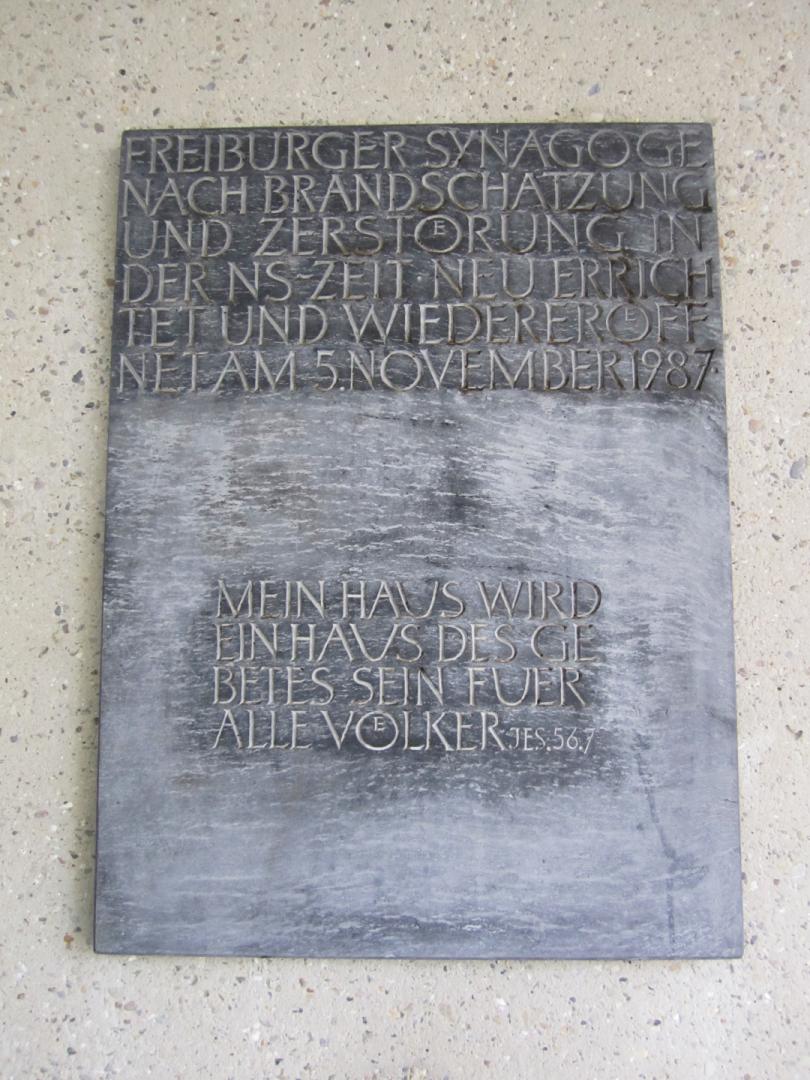 FREIBURGER SYNAGOGE
NACH BRANDSCHATZUNG
UND ZERSTÖRUNG IN
DER NS-ZEIT NEU ERRICH
TET UND WIEDERERÖFF
NET AM 5. NOVEMBER 1987.
MEIN HAUS WIRD
EIN HAUS DES GE
BETES SEIN FUER
ALLE VÖLKER JES. 56.7